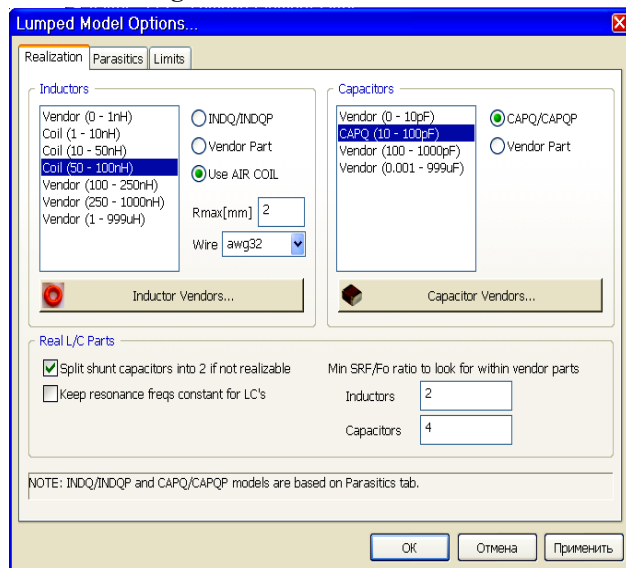 Lumped Model Options...
Realization
Parasitics
Limits
Inductors
Vendor (0 - 1nH)
Coil (1 - 10nH)
Coil (10 - 50nH)
Coil (50 - 100nH)
Vendor (100 - 250nH)
Vendor (250 - 1000nH)
Vendor (1 - 999uH)
INDQ/INDQP
Vendor Part
Use AIR COIL
Rmax[mm] 2
Wire awg32
Inductor Vendors...
Capacitors
Vendor (0 - 10pF)
CAPQ (10 - 100pF)
Vendor (100 - 1000pF)
Vendor (0.001 - 999uF)
CAPQ/CAPQP
Vendor Part
Capacitor Vendors...
Real L/C Parts
Split shunt capacitors into 2 if not realizable
Keep resonance freqs constant for LC's
Min SRF/Fo ratio to look for within vendor parts
Inductors 2
Capacitors 4
NOTE: INDQ/INDQP and CAPQ/CAPQP models are based on Parasitics tab.
OK
Отмена
Применить